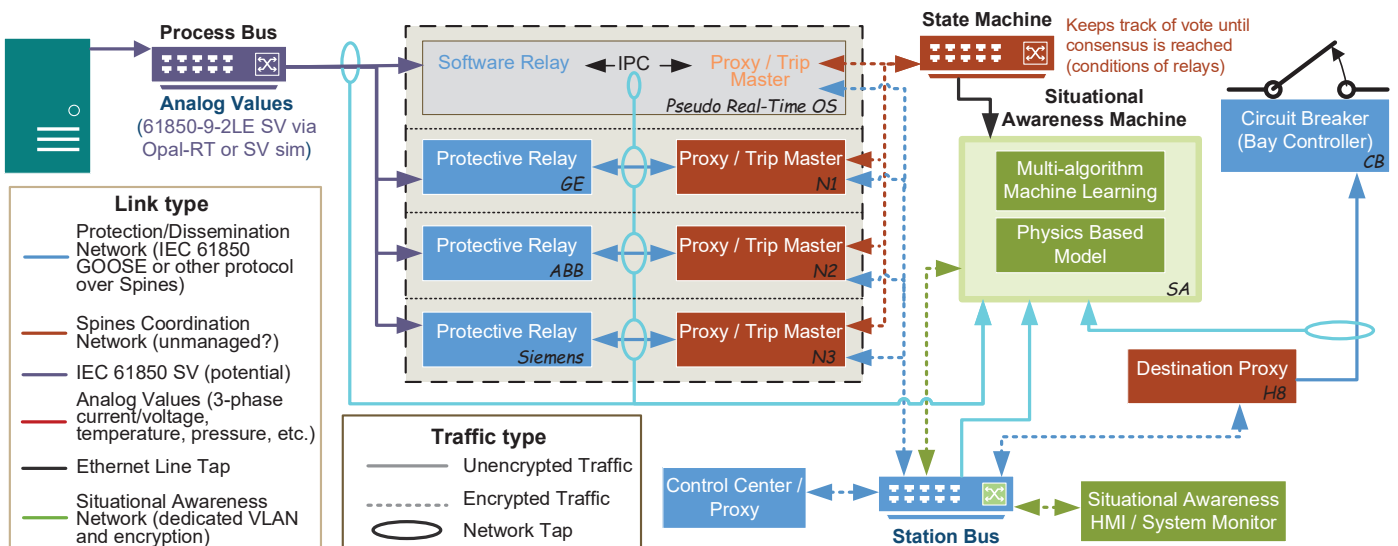 Process Bus
Analog Values
(61850-9-2LE SV via
Opal-RT or SV sim)
Software Relay
IPC
Proxy / Trip
Master
Pseudo Real-Time OS
Protective Relay
GE
Proxy / Trip Master
N1
Protective Relay
ABB
Proxy / Trip Master
N2
Protective Relay
Siemens
Proxy / Trip Master
N3
State Machine
Keeps track of vote until
consensus is reached
(conditions of relays)
Situational
Awareness Machine
Multi-algorithm
Machine Learning
Physics Based
Model
SA
Circuit Breaker
(Bay Controller)
CB
Destination Proxy
H8
Link type
Protection/Dissemination
Network (IEC 61850
GOOSE or other protocol
over Spines)
Spines Coordination
Network (unmanaged?)
IEC 61850 SV (potential)
Analog Values (3-phase
current/voltage,
temperature, pressure, etc.)
Ethernet Line Tap
Situational Awareness
Network (dedicated VLAN
and encryption)
Traffic type
Unencrypted Traffic
Encrypted Traffic
Network Tap
Control Center /
Proxy
Station Bus
Situational Awareness
HMI / System Monitor